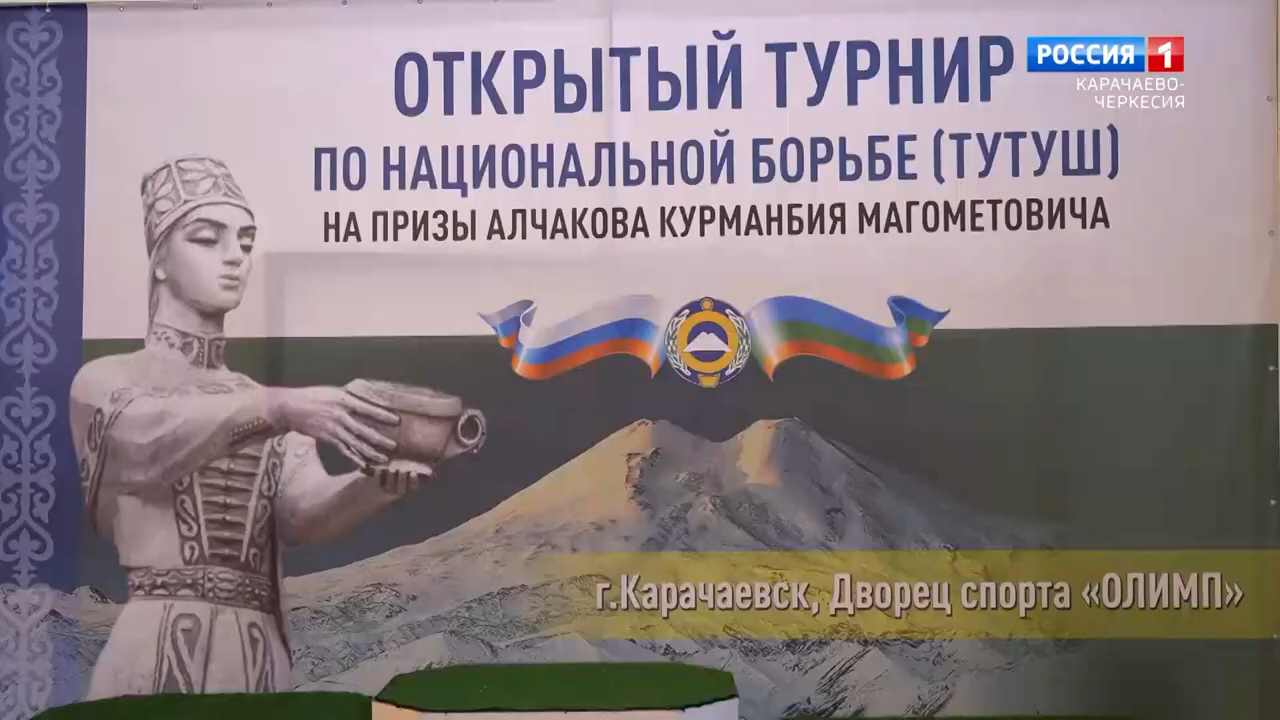 ОТКРЫТЫЙ ТУРНИР
ПО НАЦИОНАЛЬНОЙ БОРЬБЕ (ТУТУШ)
НА ПРИЗЫ АЛЧАКОВА КУРМАНБИЯ МАГОМЕТОВИЧА
РОССИЯ 1
КАРАЧАЕВО-
ЧЕРКЕСИЯ
г.Карачаевск, Дворец спорта «ОЛИМП»